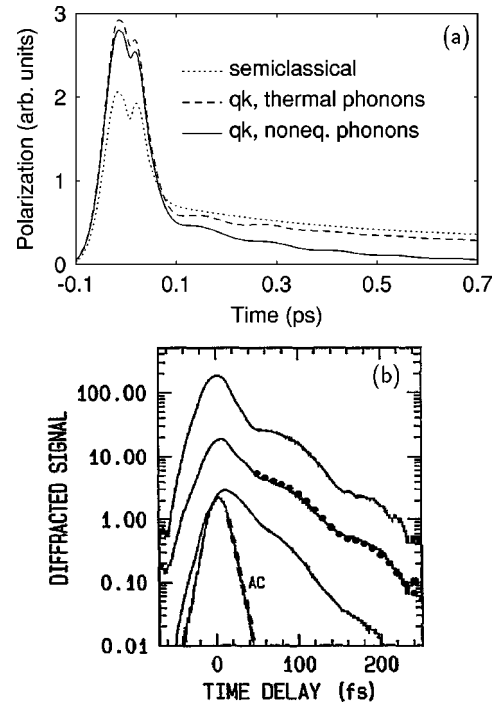 (a)
3
2
1
0
Polarization (arb. units)
semiclassical
qk, thermal phonons
qk, noneq. phonons
-0.1 0.1 0.3 0.5 0.7
Time (ps)
(b)
100.00
10.00
1.00
0.10
0.01
DIFFRACTED SIGNAL
AC
0 100 200
TIME DELAY (fs)